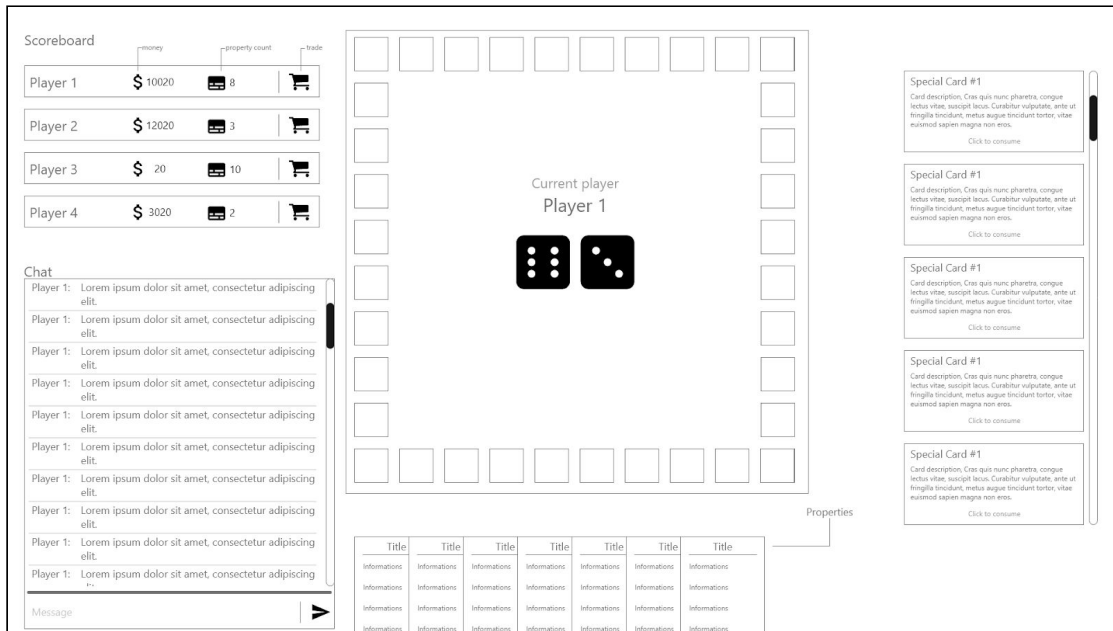 Scoreboard
money
property count
trade
Player 1 $ 10020 8
Player 2 $ 12020 3
Player 3 $ 20 10
Player 4 $ 3020 2
Chat
Player 1: Lorem ipsum dolor sit amet, consectetur adipiscing
elit.
Player 1: Lorem ipsum dolor sit amet, consectetur adipiscing
elit.
Player 1: Lorem ipsum dolor sit amet, consectetur adipiscing
elit.
Player 1: Lorem ipsum dolor sit amet, consectetur adipiscing
elit.
Player 1: Lorem ipsum dolor sit amet, consectetur adipiscing
elit.
Player 1: Lorem ipsum dolor sit amet, consectetur adipiscing
elit.
Player 1: Lorem ipsum dolor sit amet, consectetur adipiscing
elit.
Player 1: Lorem ipsum dolor sit amet, consectetur adipiscing
elit.
Player 1: Lorem ipsum dolor sit amet, consectetur adipiscing
elit.
Player 1: Lorem ipsum dolor sit amet, consectetur adipiscing
Message
Current player
Player 1
Properties
Title Title Title Title Title Title Title
Informations Informations Informations Informations Informations Informations Informations
Informations Informations Informations Informations Informations Informations Informations
Informations Informations Informations Informations Informations Informations Informations
Informations Informations Informations Informations Informations Informations Informations
Special Card #1
Card description, Cras quis nunc pharetra, congue
lectus vitae, suscipit lacus. Curabitur vulputate, ante ut
fringilla tincidunt, metus augue tincidunt tortor, vitae
euismod sapien magna non eros.
Click to consume
Special Card #1
Card description, Cras quis nunc pharetra, congue
lectus vitae, suscipit lacus. Curabitur vulputate, ante ut
fringilla tincidunt, metus augue tincidunt tortor, vitae
euismod sapien magna non eros.
Click to consume
Special Card #1
Card description, Cras quis nunc pharetra, congue
lectus vitae, suscipit lacus. Curabitur vulputate, ante ut
fringilla tincidunt, metus augue tincidunt tortor, vitae
euismod sapien magna non eros.
Click to consume
Special Card #1
Card description, Cras quis nunc pharetra, congue
lectus vitae, suscipit lacus. Curabitur vulputate, ante ut
fringilla tincidunt, metus augue tincidunt tortor, vitae
euismod sapien magna non eros.
Click to consume
Special Card #1
Card description, Cras quis nunc pharetra, congue
lectus vitae, suscipit lacus. Curabitur vulputate, ante ut
fringilla tincidunt, metus augue tincidunt tortor, vitae
euismod sapien magna non eros.
Click to consume